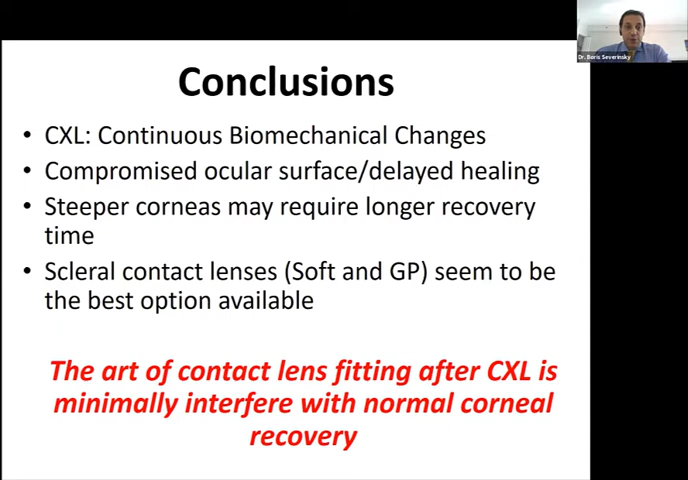 Dr. Boris Severinsky
Conclusions
• CXL: Continuous Biomechanical Changes
• Compromised ocular surface/delayed healing
• Steeper corneas may require longer recovery
time
• Scleral contact lenses (Soft and GP) seem to be
the best option available
The art of contact lens fitting after CXL is
minimally interfere with normal corneal
recovery